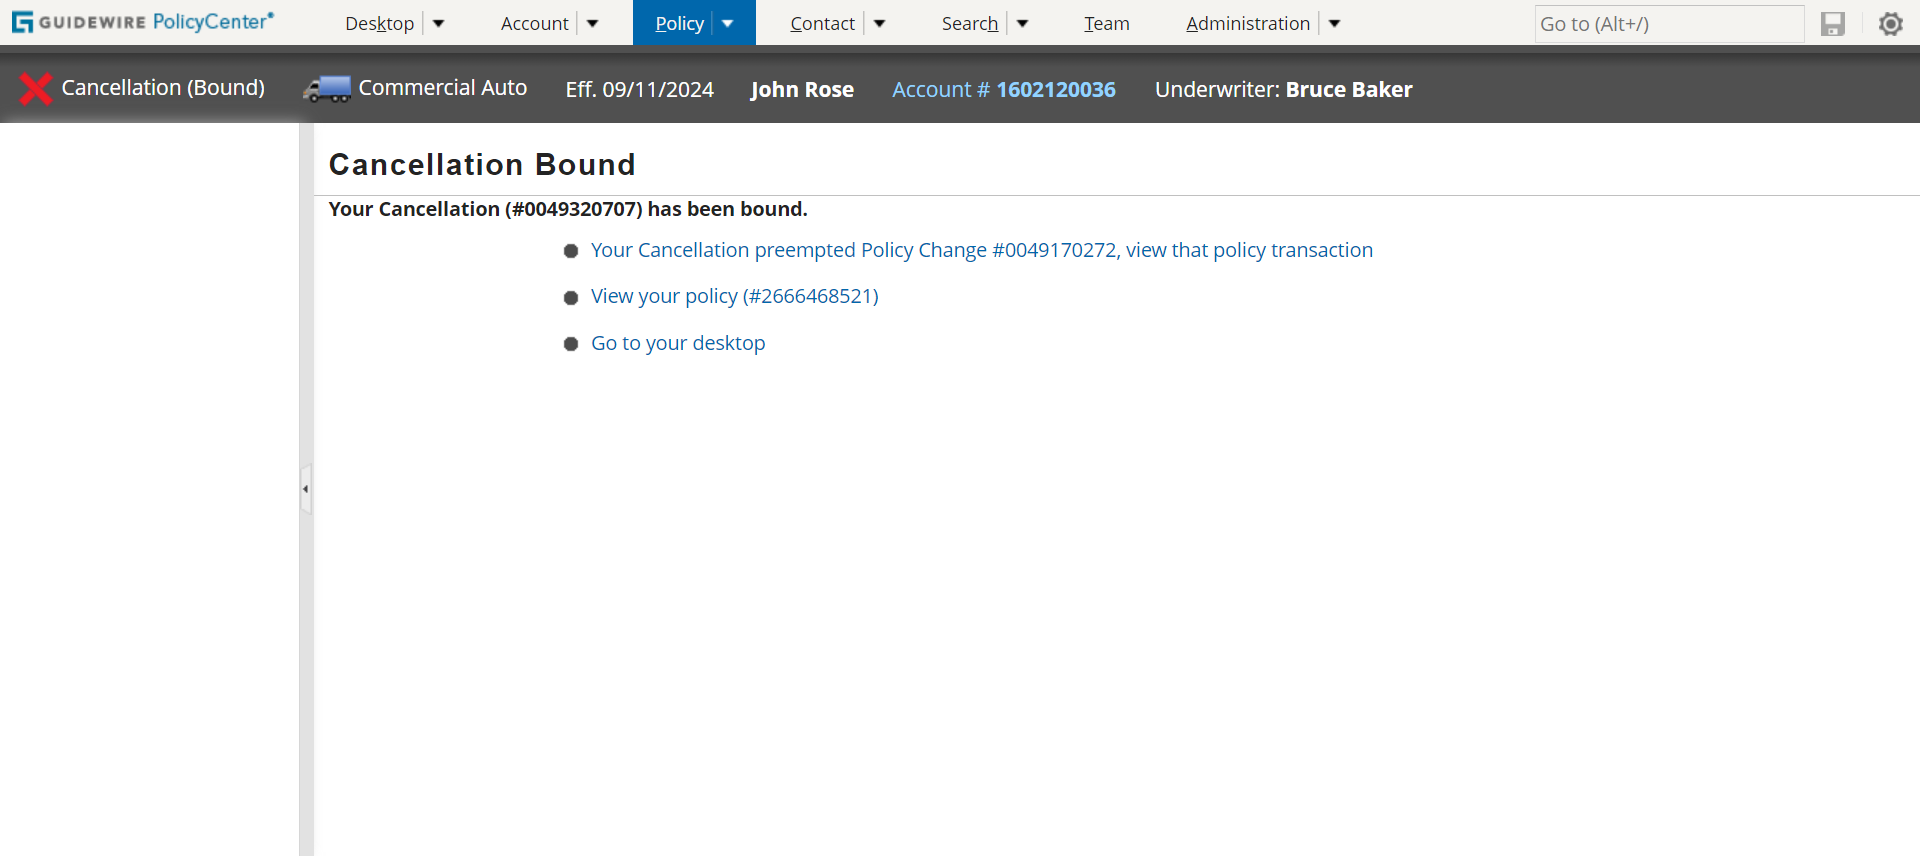 GUIDEWIRE PolicyCenter® Desktop Account Policy Contact Search Team Administration Go to (Alt+/)
Cancellation (Bound) Commercial Auto Eff. 09/11/2024 John Rose Account # 1602120036 Underwriter: Bruce Baker
Cancellation Bound
Your Cancellation (#0049320707) has been bound.
Your Cancellation preempted Policy Change #0049170272, view that policy transaction
View your policy (#2666468521)
Go to your desktop